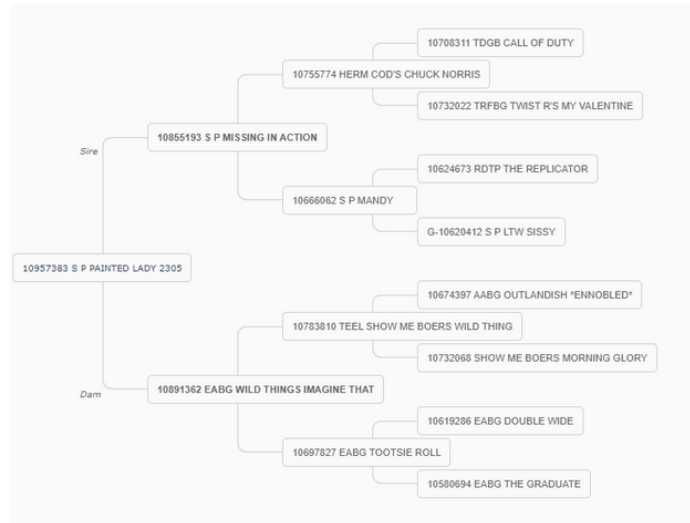 10708311 TDGB CALL OF DUTY
10755774 HERM COD'S CHUCK NORRIS
10732022 TRFBG TWIST R'S MY VALENTINE
10855193 S P MISSING IN ACTION
Sire
10624673 RDTP THE REPLICATOR
10666062 S P MANDY
G-10620412 S P LTW SISSY
10957383 S P PAINTED LADY 2305
10674397 AABG OUTLANDISH *ENNOBLED*
10783810 TEEL SHOW ME BOERS WILD THING
10732068 SHOW ME BOERS MORNING GLORY
Dam
10891362 EABG WILD THINGS IMAGINE THAT
10619286 EABG DOUBLE WIDE
10697827 EABG TOOTSIE ROLL
10580694 EABG THE GRADUATE